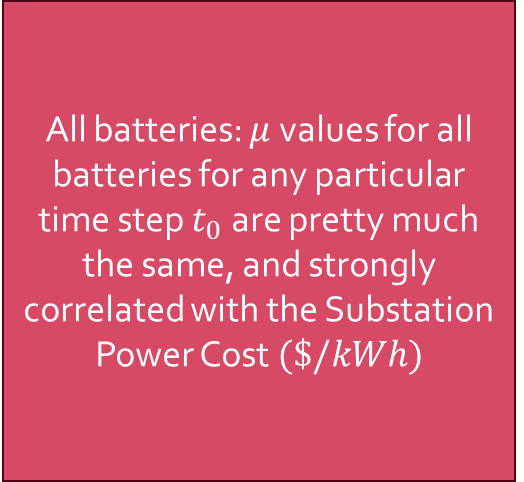 All batteries: 𝜇 values for all
batteries for any particular
time step 𝑡₀ are pretty much
the same, and strongly
correlated with the Substation
Power Cost ($/𝑘𝑊ℎ)